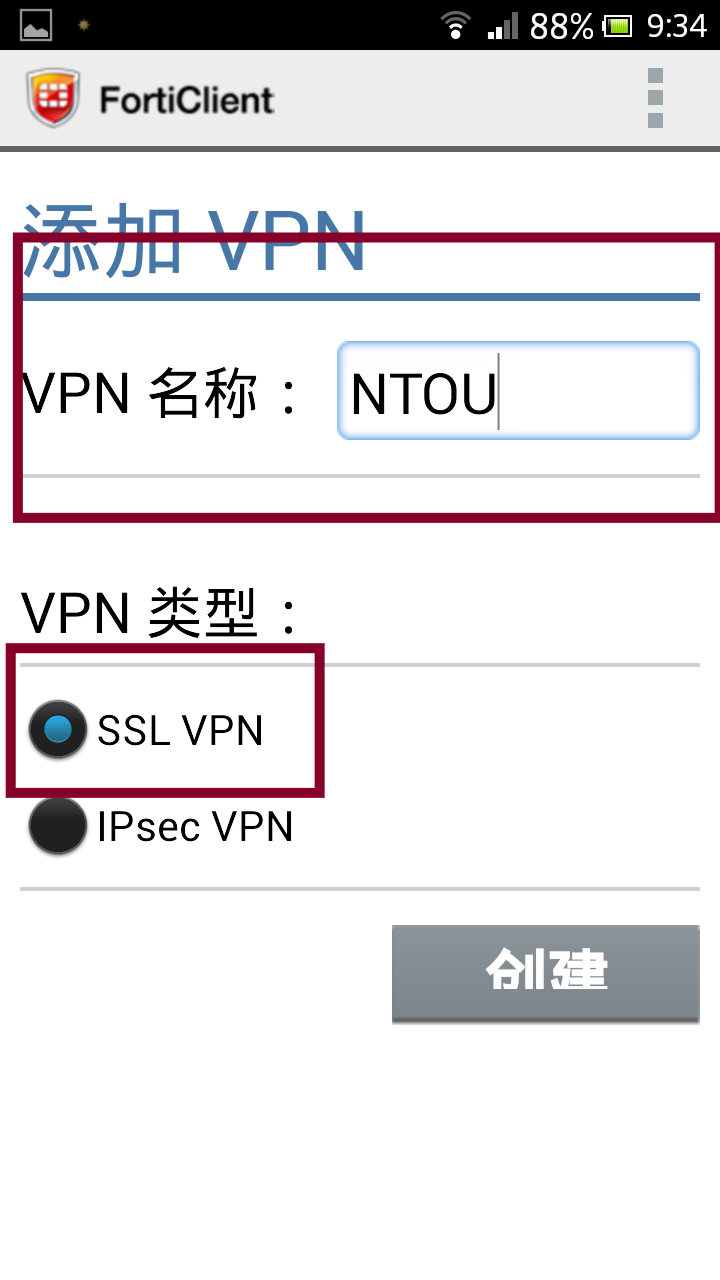 88% 9:34
FortiClient
添加 VPN
VPN 名称： NTOU
VPN 类型：
SSL VPN
IPsec VPN
创建